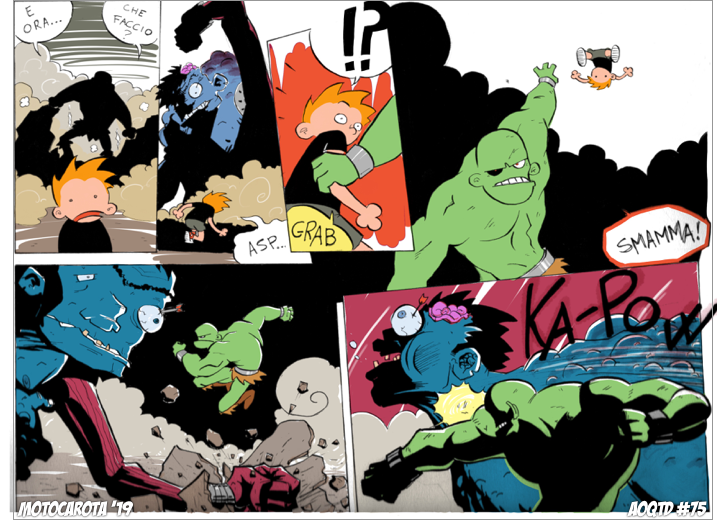 E
ORA...
CHE
FACCIO
?
ASP...
!?
GRAB
SMAMMA!
KA-POW
MOTOCAROTA '19
AOQTD #75